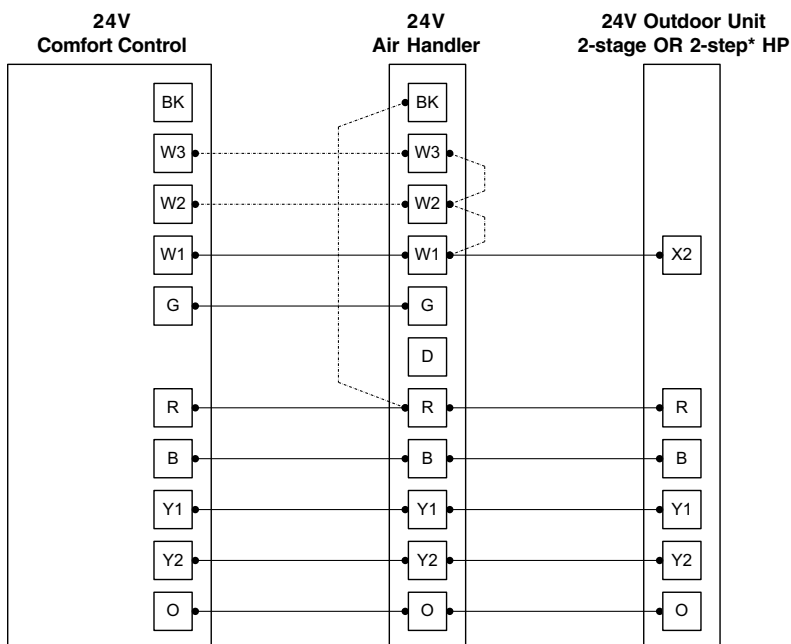 24V
Comfort Control
24V
Air Handler
24V Outdoor Unit
2-stage OR 2-step* HP
BK BK
W3 W3
W2 W2
W1 W1 X2
G G
D
R R R
B B B
Y1 Y1 Y1
Y2 Y2 Y2
O O O